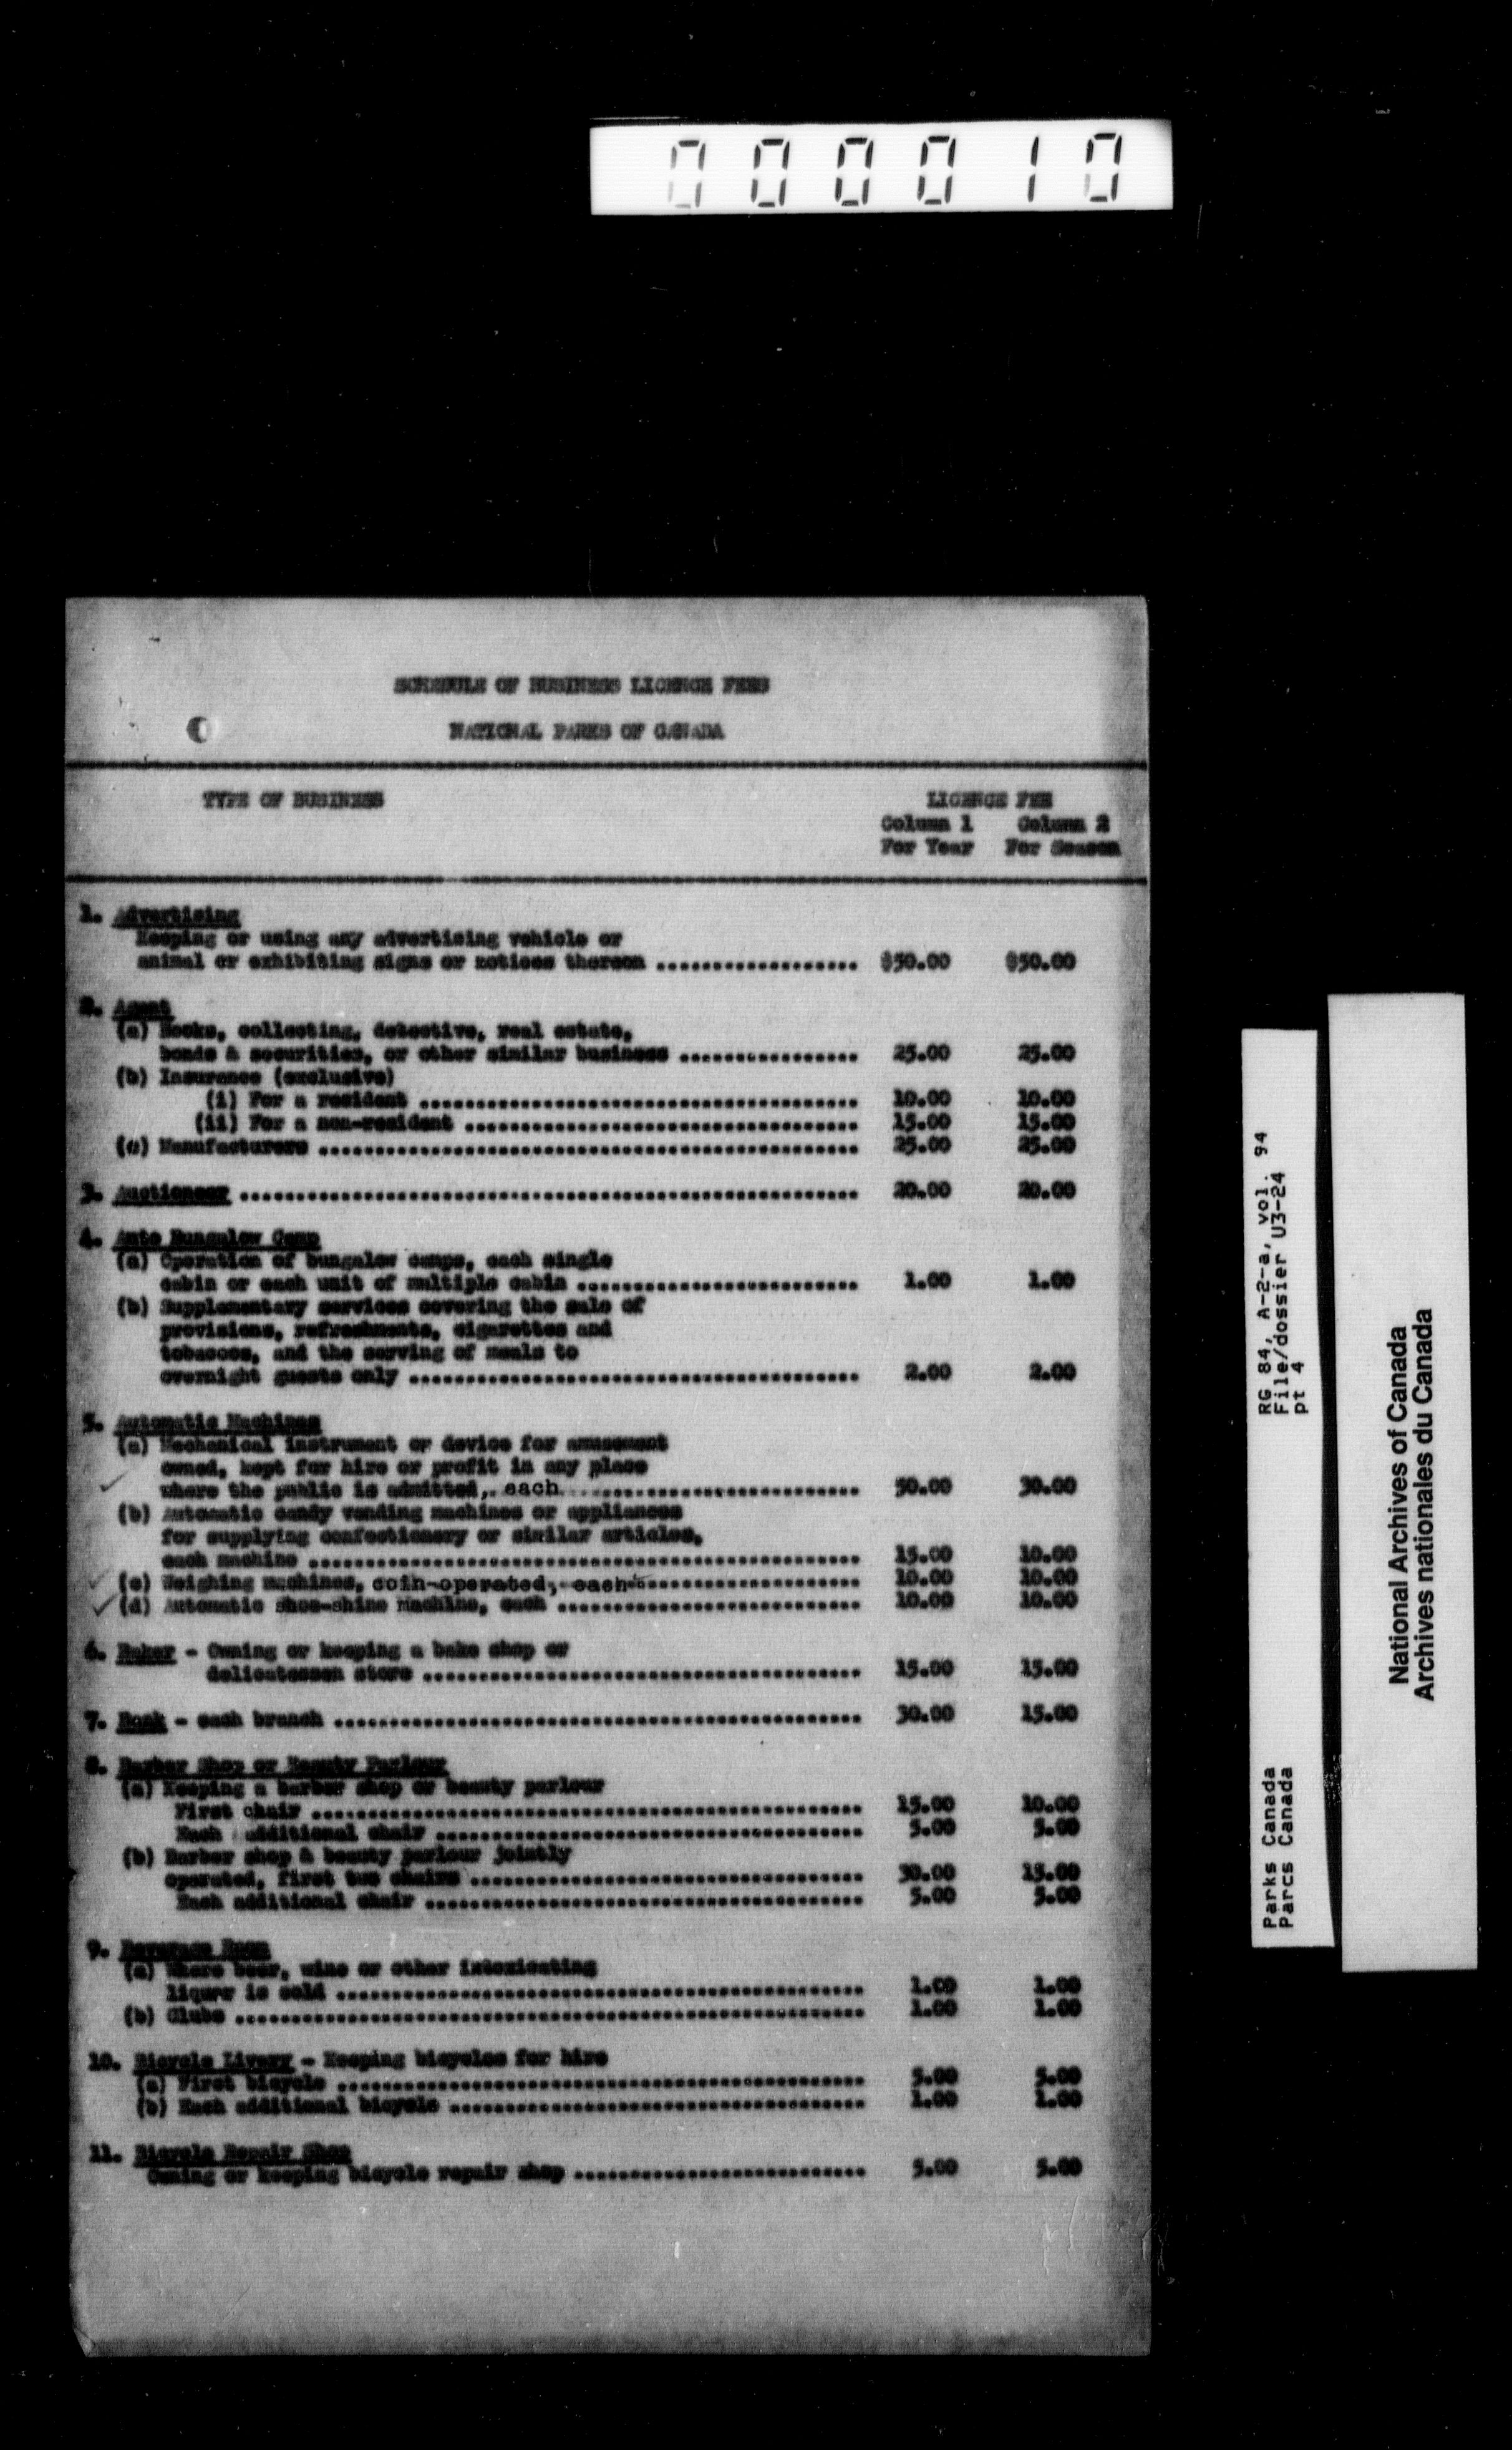 000010
SCHEDULE OF BUSINESS LICENCE FEES
NATIONAL PARKS OF CANADA
TYPE OF BUSINESS LICENCE FEE
Column 1 Column 2
For Year For Season
1. Advertising
Keeping or using any advertising vehicle or
animal or exhibiting signs or notices thereon .................. $50.00 $50.00
2. Agent
(a) Books, collecting, detective, real estate,
bonds & securities, or other similar business ................ 25.00 25.00
(b) Insurance (exclusive)
(i) For a resident ....................................... 10.00 10.00
(ii) For a non-resident ................................... 15.00 15.00
(c) Manufacturers ................................................ 25.00 25.00
3. Auctioneer ....................................................... 20.00 20.00
4. Auto Bungalow Camp
(a) Operation of bungalow camps, each single
cabin or each unit of multiple cabin ......................... 1.00 1.00
(b) Supplementary services covering the sale of
provisions, refreshments, cigarettes and
tobaccos, and the serving of meals to
overnight guests only ........................................ 2.00 2.00
5. Automatic Machines
(a) Mechanical instrument or device for amusement
owned, kept for hire or profit in any place
where the public is admitted, each .......................... 50.00 30.00
(b) Automatic candy vending machines or appliances
for supplying confectionery or similar articles,
each machine ................................................. 15.00 10.00
(c) Weighing machines, coin-operated, each .................... 10.00 10.00
(d) Automatic shoe-shine machine, each ........................... 10.00 10.00
6. Baker - Owning or keeping a bake shop or
delicatessen store ....................................... 15.00 15.00
7. Bank - each branch ............................................... 30.00 15.00
8. Barber Shop or Beauty Parlour
(a) Keeping a barber shop or beauty parlour
First chair ................................................. 15.00 10.00
Each additional chair ...................................... 5.00 5.00
(b) Barber shop & beauty parlour jointly
operated, first two chairs ................................... 30.00 15.00
Each additional chair ....................................... 5.00 5.00
9. Beverage Room
(a) Where beer, wine or other intoxicating
liquor is sold ............................................... 1.00 1.00
(b) Clubs ........................................................ 1.00 1.00
10. Bicycle Livery - Keeping bicycles for hire
(a) First bicycle ............................................... 5.00 5.00
(b) Each additional bicycle ..................................... 1.00 1.00
11. Bicycle Repair Shop
Owning or keeping bicycle repair shop .......................... 5.00 5.00
RG 84, A-2-a, vol. 94
File/dossier U3-24
pt 4
Parks Canada
Parcs Canada
National Archives of Canada
Archives nationales du Canada